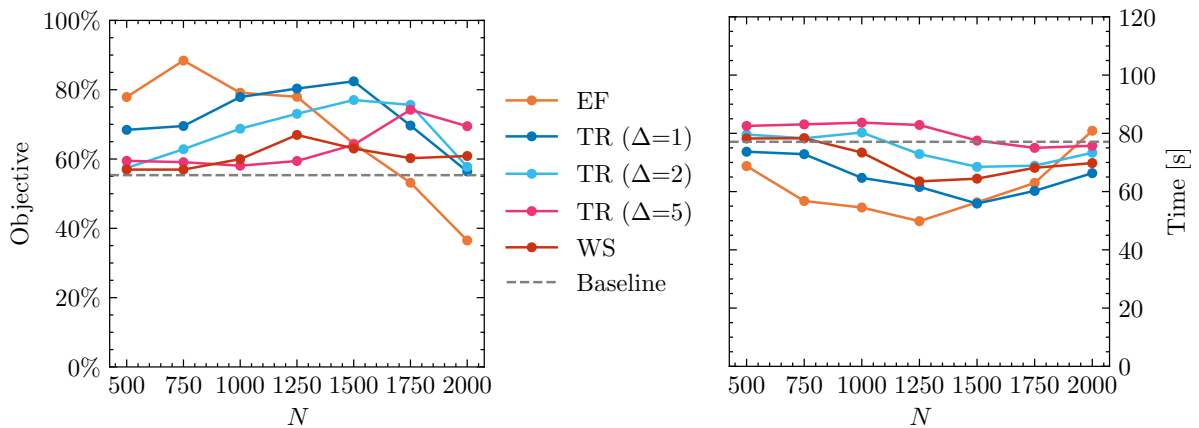 Objective
100%
80%
60%
40%
20%
0%
500 750 1000 1250 1500 1750 2000
N
EF
TR (Δ=1)
TR (Δ=2)
TR (Δ=5)
WS
Baseline
120
100
80
60
40
20
0
Time [s]
500 750 1000 1250 1500 1750 2000
N